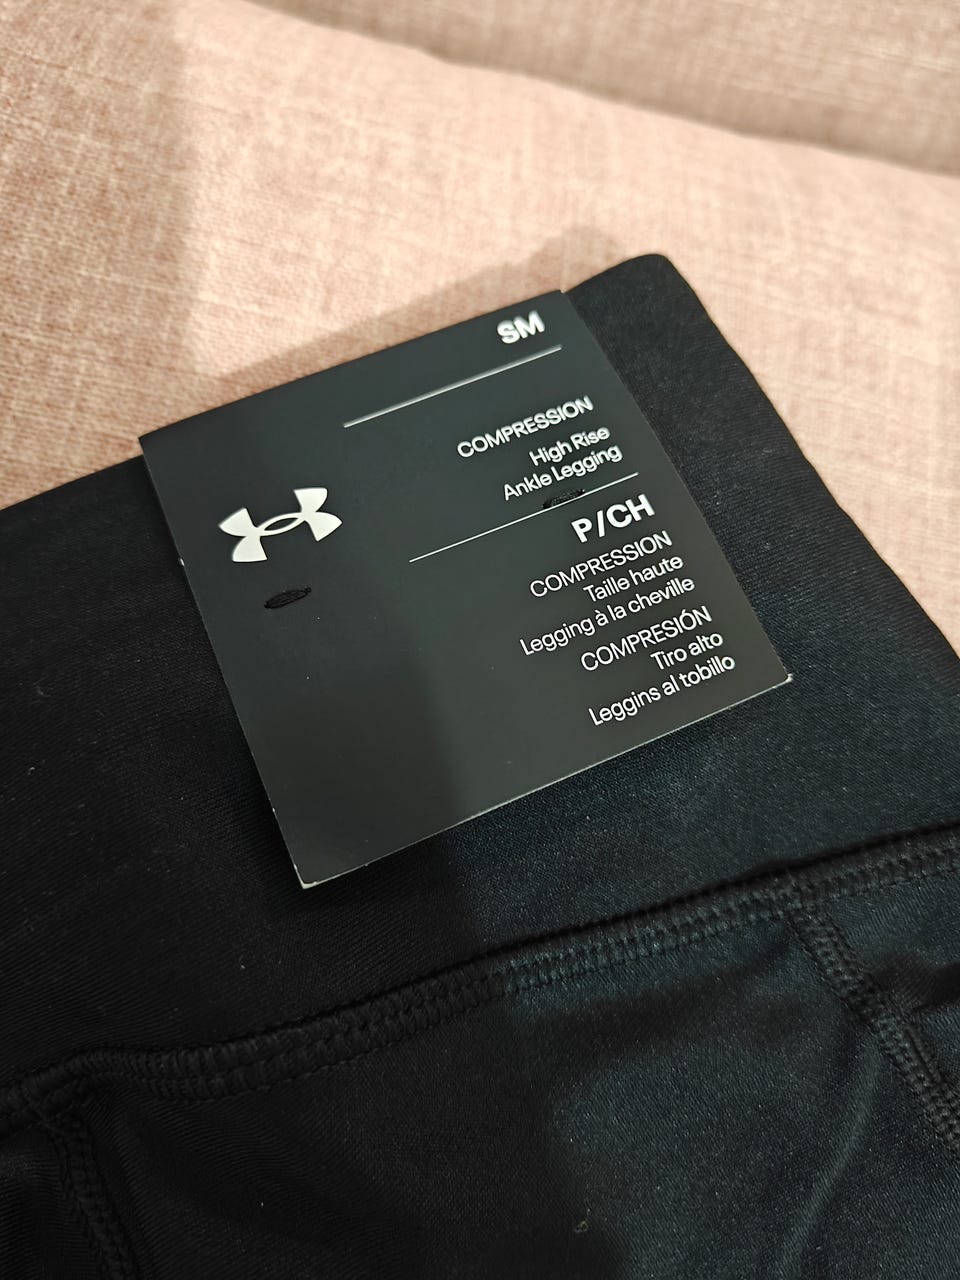 SM
COMPRESSION
High Rise
Ankle Legging
P/CH
COMPRESSION
Taille haute
Legging à la cheville
COMPRESIÓN
Tiro alto
Leggins al tobillo